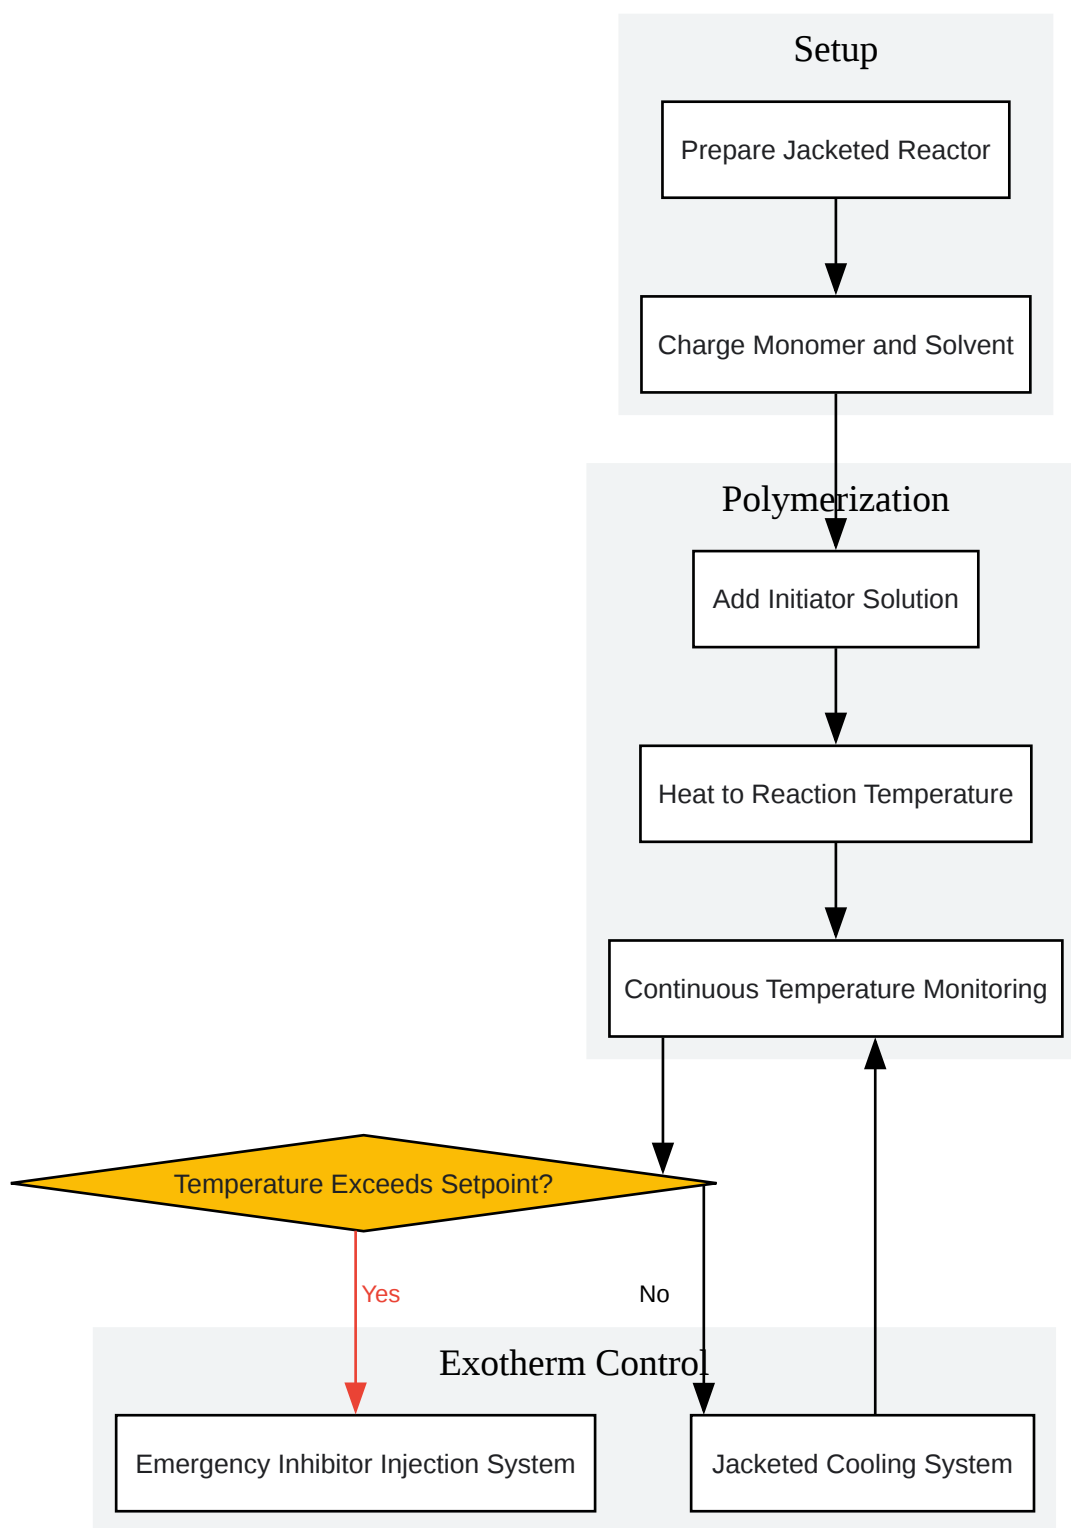 Setup
Prepare Jacketed Reactor
Charge Monomer and Solvent
Polymerization
Add Initiator Solution
Heat to Reaction Temperature
Continuous Temperature Monitoring
Temperature Exceeds Setpoint?
Yes
No
Exotherm Control
Emergency Inhibitor Injection System
Jacketed Cooling System